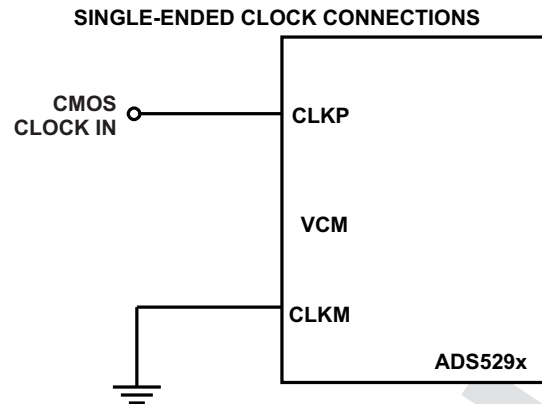 SINGLE-ENDED CLOCK CONNECTIONS
CMOS
CLOCK IN
CLKP
VCM
CLKM
ADS529x